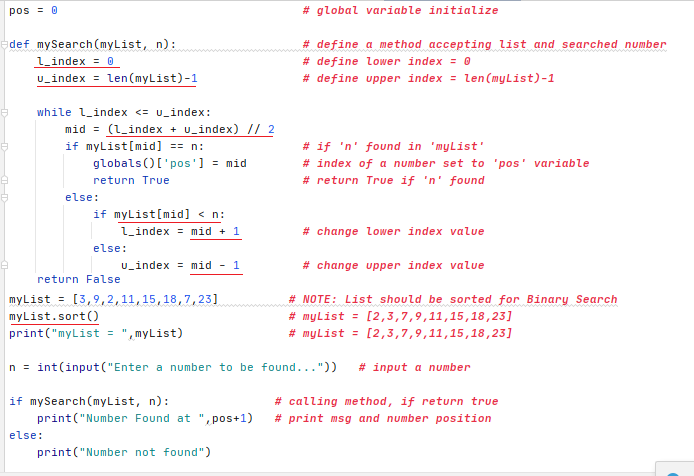 pos = 0                                   # global variable initialize
def mySearch(myList, n):                  # define a method accepting list and searched number
    l_index = 0                           # define lower index = 0
    u_index = len(myList)-1               # define upper index = len(myList)-1
    while l_index <= u_index:
        mid = (l_index + u_index) // 2
        if myList[mid] == n:              # if 'n' found in 'myList'
            globals()['pos'] = mid        # index of a number set to 'pos' variable
            return True                   # return True if 'n' found
        else:
            if myList[mid] < n:
                l_index = mid + 1         # change lower index value
            else:
                u_index = mid - 1         # change upper index value
    return False
myList = [3,9,2,11,15,18,7,23]          # NOTE: List should be sorted for Binary Search
myList.sort()                           # myList = [2,3,7,9,11,15,18,23]
print("myList = ",myList)               # myList = [2,3,7,9,11,15,18,23]
n = int(input("Enter a number to be found..."))   # input a number
if mySearch(myList, n):               # calling method, if return true
    print("Number Found at ",pos+1)   # print msg and number position
else:
    print("Number not found")